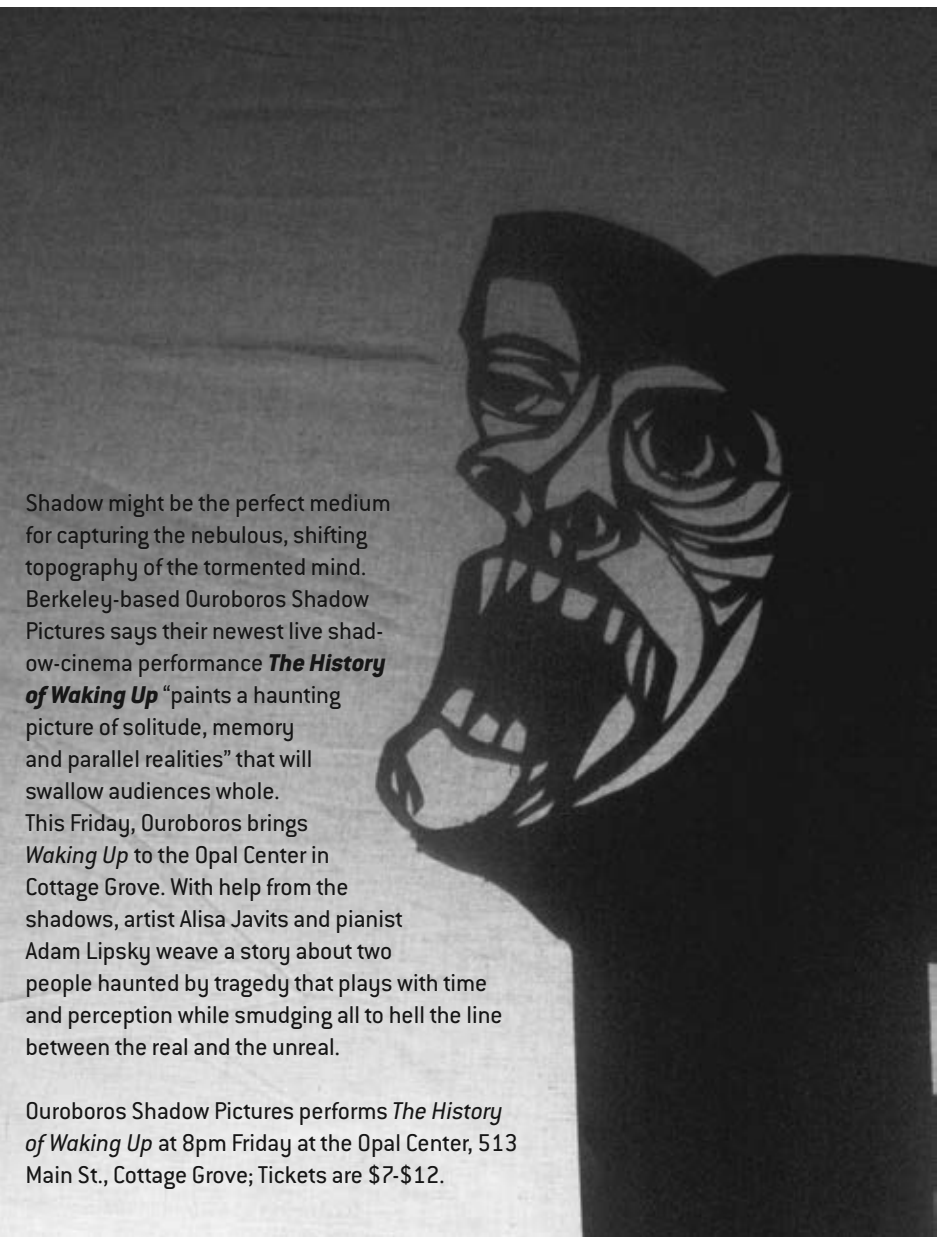 Shadow might be the perfect medium
for capturing the nebulous, shifting
topography of the tormented mind.
Berkeley-based Ouroboros Shadow
Pictures says their newest live shad-
ow-cinema performance The History
of Waking Up “paints a haunting
picture of solitude, memory
and parallel realities” that will
swallow audiences whole.
This Friday, Ouroboros brings
Waking Up to the Opal Center in
Cottage Grove. With help from the
shadows, artist Alisa Javits and pianist
Adam Lipsky weave a story about two
people haunted by tragedy that plays with time
and perception while smudging all to hell the line
between the real and the unreal.

Ouroboros Shadow Pictures performs The History
of Waking Up at 8pm Friday at the Opal Center, 513
Main St., Cottage Grove; Tickets are $7-$12.